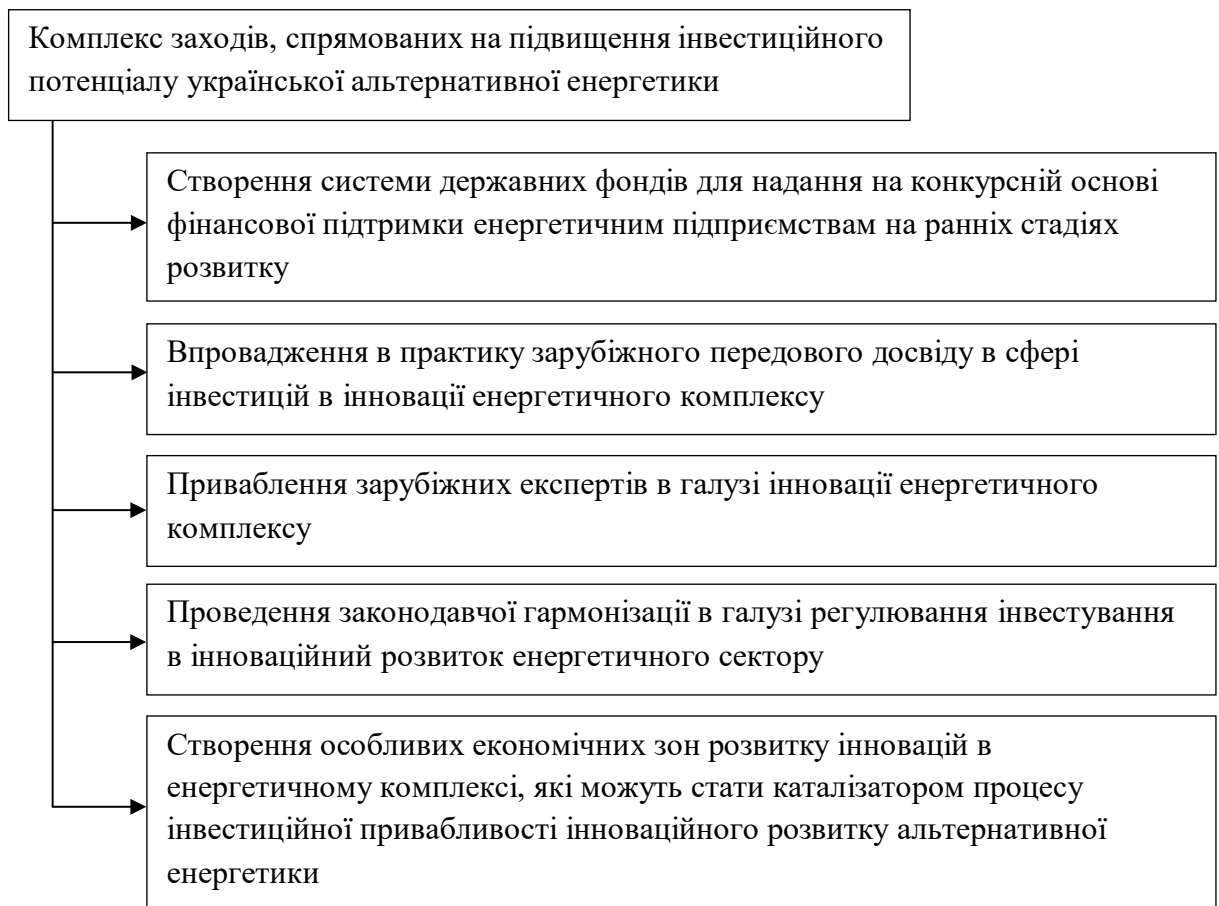 Комплекс заходів, спрямованих на підвищення інвестиційного
потенціалу української альтернативної енергетики
Створення системи державних фондів для надання на конкурсній основі
фінансової підтримки енергетичним підприємствам на ранніх стадіях
розвитку
Впровадження в практику зарубіжного передового досвіду в сфері
інвестицій в інновації енергетичного комплексу
Приваблення зарубіжних експертів в галузі інновації енергетичного
комплексу
Проведення законодавчої гармонізації в галузі регулювання інвестування
в інноваційний розвиток енергетичного сектору
Створення особливих економічних зон розвитку інновацій в
енергетичному комплексі, які можуть стати каталізатором процесу
інвестиційної привабливості інноваційного розвитку альтернативної
енергетики